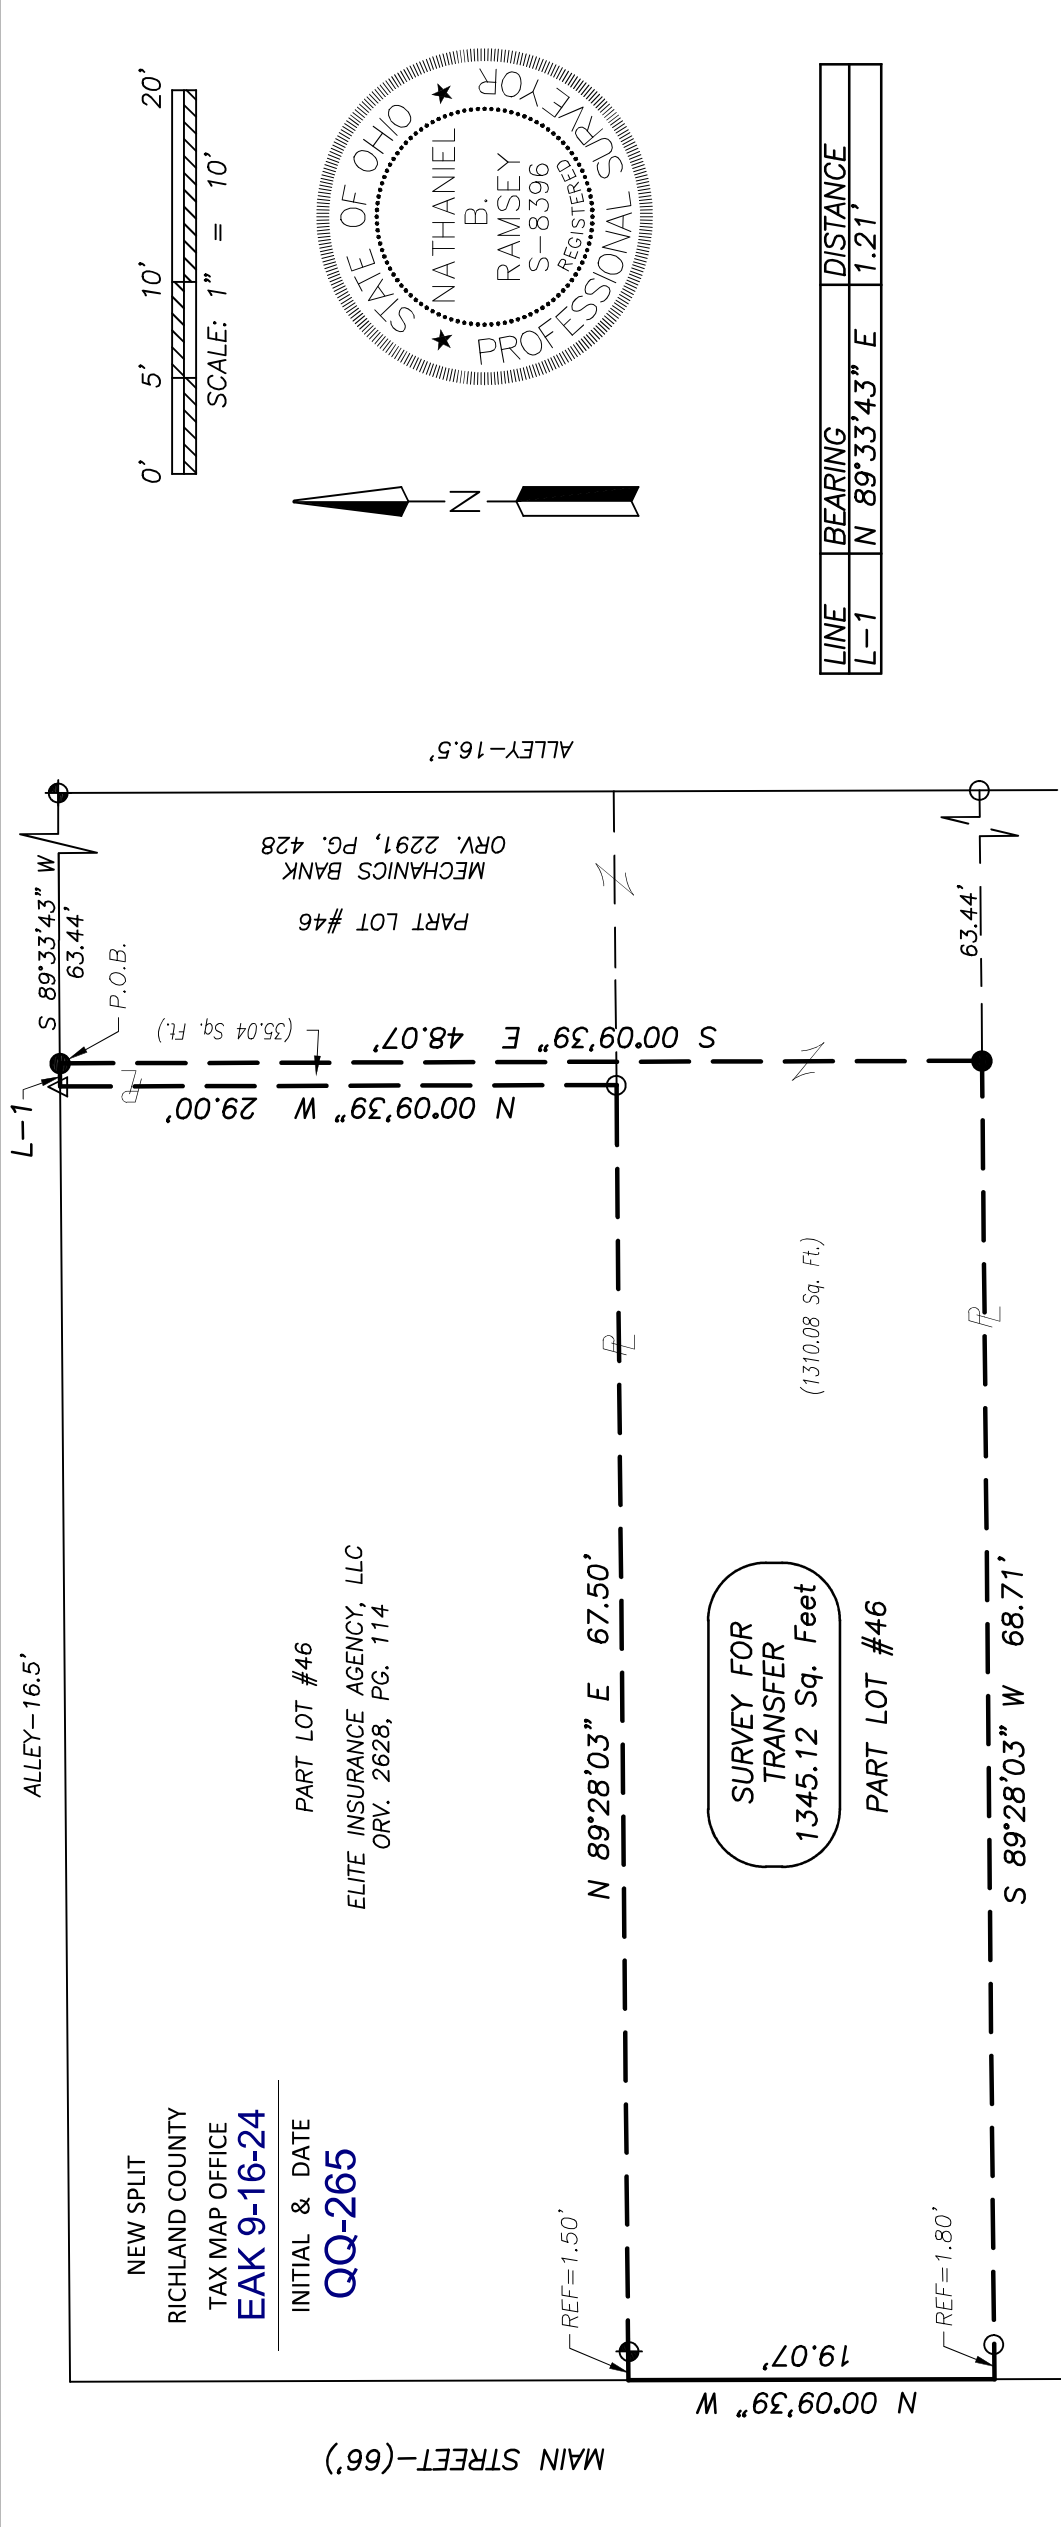 ALLEY-16.5'
L-1
S 89°33'43" W
63.44'
P.O.B.
(35.04 Sq. Ft.)
S 00°09'39" E 48.07'
N 00°09'39" W 29.00'
PART LOT #46
MECHANICS BANK
ORV. 2291, PG. 428
ALLEY-16.5'
63.44'
NEW SPLIT
RICHLAND COUNTY
TAX MAP OFFICE
EAK 9-16-24
INITIAL & DATE
QQ-265
PART LOT #46
ELITE INSURANCE AGENCY, LLC
ORV. 2628, PG. 114
N 89°28'03" E 67.50'
PL
PL
PL
(1310.08 Sq. Ft.)
SURVEY FOR
TRANSFER
1345.12 Sq. Feet
PART LOT #46
S 89°28'03" W 68.71'
REF=1.50'
REF=1.80'
19.07'
N 00°09'39" W
MAIN STREET-(66')
0' 5' 10' 20'
SCALE: 1" = 10'
STATE OF OHIO
NATHANIEL
B.
RAMSEY
S-8396
REGISTERED
PROFESSIONAL SURVEYOR
N
LINE BEARING DISTANCE
L-1 N 89°33'43" E 1.21'